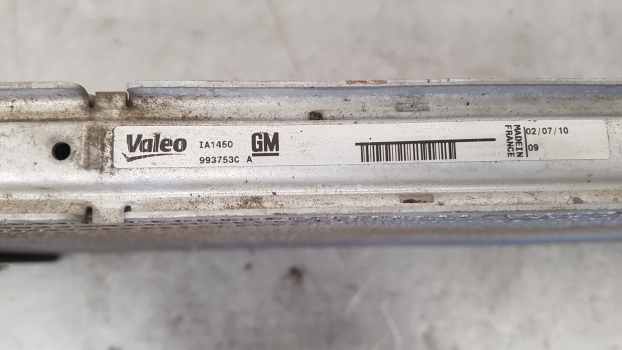 Valeo
IA1450
GM
993753C A
MADE IN
FRANCE
02/07/10
09